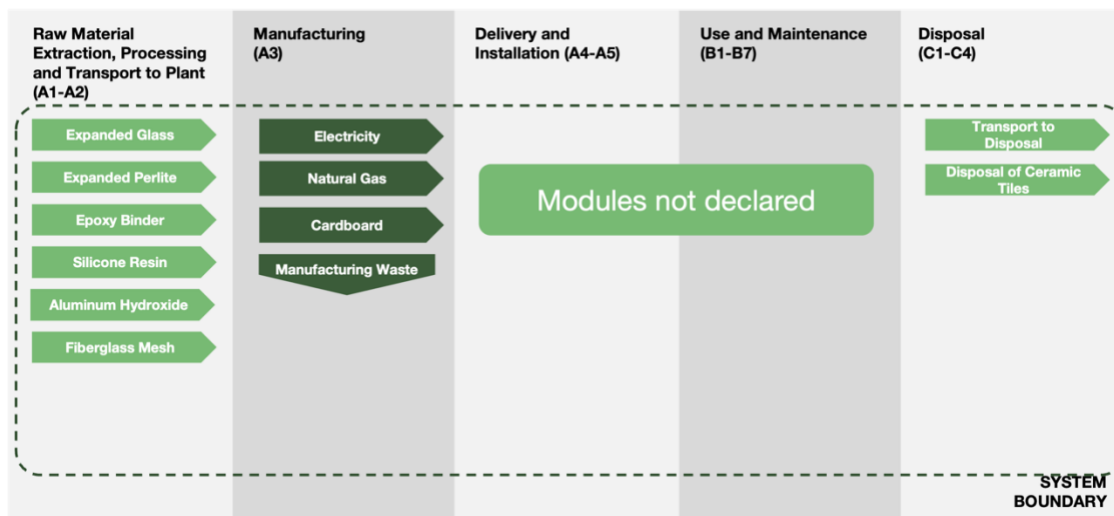 Raw Material
Extraction, Processing
and Transport to Plant
(A1-A2)
Manufacturing
(A3)
Delivery and
Installation (A4-A5)
Use and Maintenance
(B1-B7)
Disposal
(C1-C4)
Expanded Glass
Expanded Perlite
Epoxy Binder
Silicone Resin
Aluminum Hydroxide
Fiberglass Mesh
Electricity
Natural Gas
Cardboard
Manufacturing Waste
Modules not declared
Transport to
Disposal
Disposal of Ceramic
Tiles
SYSTEM
BOUNDARY